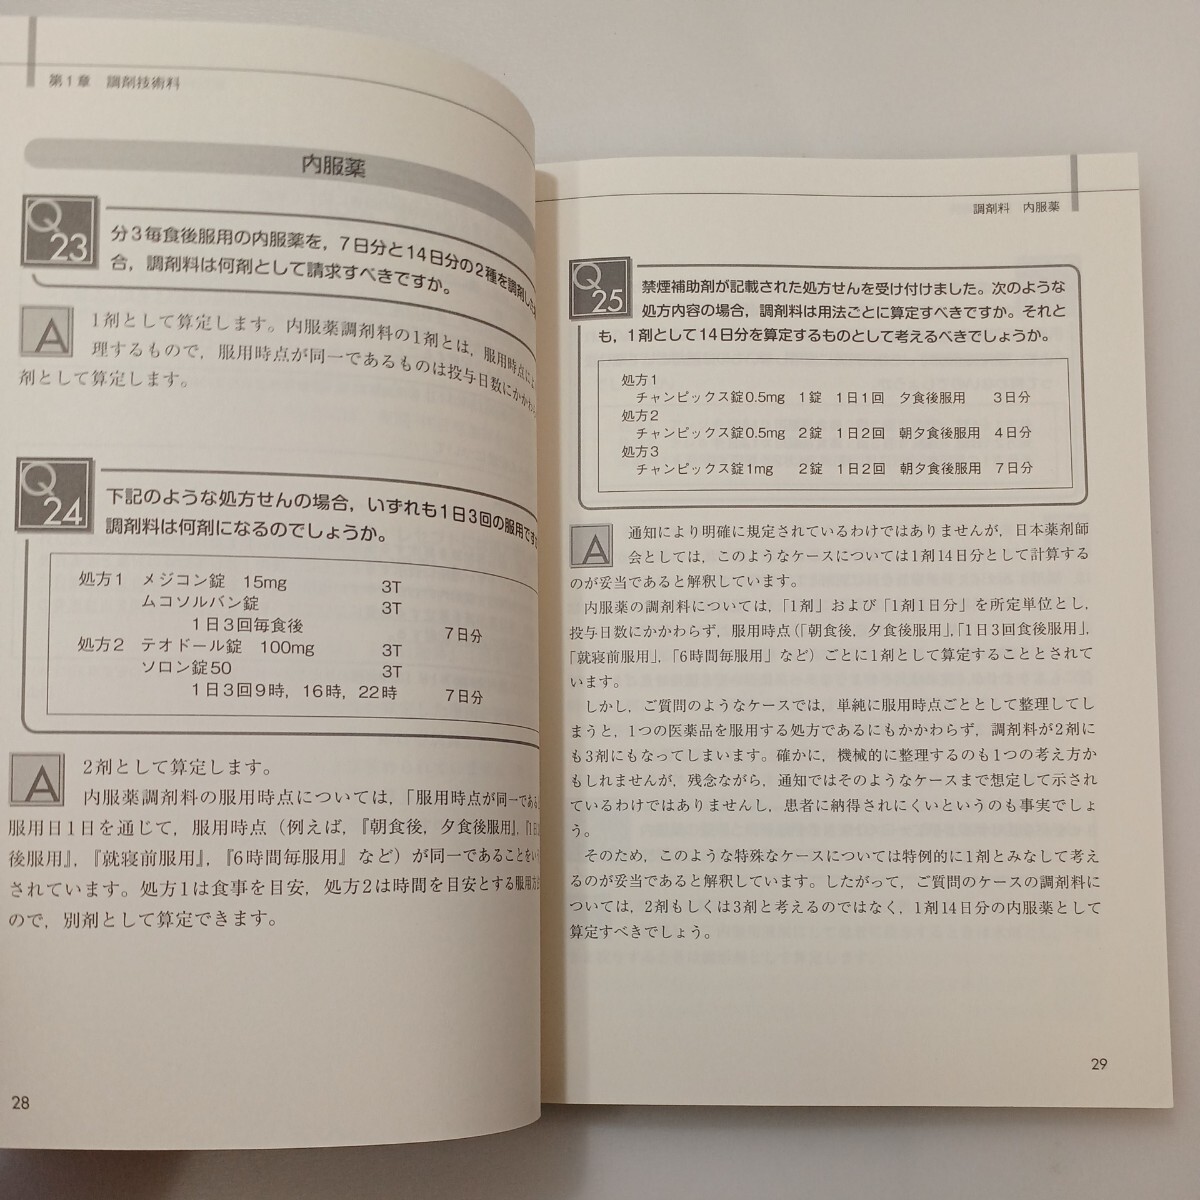 第1章　調剤技術料
内服薬
Q
23
分3毎食後服用の内服薬を，7日分と14日分の2種を調剤した
合，調剤料は何剤として請求すべきですか。
A
1剤として算定します。内服薬調剤料の1剤とは，服用時点によ
理するもので，服用時点が同一であるものは投与日数にかかわら
剤として算定します。
Q
24
下記のような処方せんの場合，いずれも1日3回の服用です
調剤料は何剤になるのでしょうか。
処方1　メジコン錠　15mg　3T
ムコソルバン錠　3T
1日3回毎食後　7日分
処方2　テオドール錠　100mg　3T
ソロン錠50　3T
1日3回9時，16時，22時　7日分
A
2剤として算定します。
内服薬調剤料の服用時点については，「服用時点が同一である
服用日1日を通じて，服用時点（例えば，『朝食後，夕食後服用』，『1日
後服用』，『就寝前服用』，『6時間毎服用』など）が同一であることをい
されています。処方1は食事を目安，処方2は時間を目安とする服用方
ので，別剤として算定できます。
28
調剤料　内服薬
Q
25
禁煙補助剤が記載された処方せんを受け付けました。次のような
処方内容の場合，調剤料は用法ごとに算定すべきですか。それと
も，1剤として14日分を算定するものとして考えるべきでしょうか。
処方1
チャンピックス錠0.5mg　1錠　1日1回　夕食後服用　3日分
処方2
チャンピックス錠0.5mg　2錠　1日2回　朝夕食後服用　4日分
処方3
チャンピックス錠1mg　2錠　1日2回　朝夕食後服用　7日分
A
通知により明確に規定されているわけではありませんが，日本薬剤師
会としては，このようなケースについては1剤14日分として計算する
のが妥当であると解釈しています。
内服薬の調剤料については，「1剤」および「1剤1日分」を所定単位とし，
投与日数にかかわらず，服用時点（「朝食後，夕食後服用」，「1日3回食後服用」，
「就寝前服用」，「6時間毎服用」など）ごとに1剤として算定することとされて
います。
しかし，ご質問のようなケースでは，単純に服用時点ごととして整理してし
まうと，1つの医薬品を服用する処方であるにもかかわらず，調剤料が2剤に
も3剤にもなってしまいます。確かに，機械的に整理するのも1つの考え方か
もしれませんが，残念ながら，通知ではそのようなケースまで想定して示され
ているわけではありませんし，患者に納得されにくいというのも事実でしょ
う。
そのため，このような特殊なケースについては特例的に1剤とみなして考え
るのが妥当であると解釈しています。したがって，ご質問のケースの調剤料に
ついては，2剤もしくは3剤と考えるのではなく，1剤14日分の内服薬として
算定すべきでしょう。
29